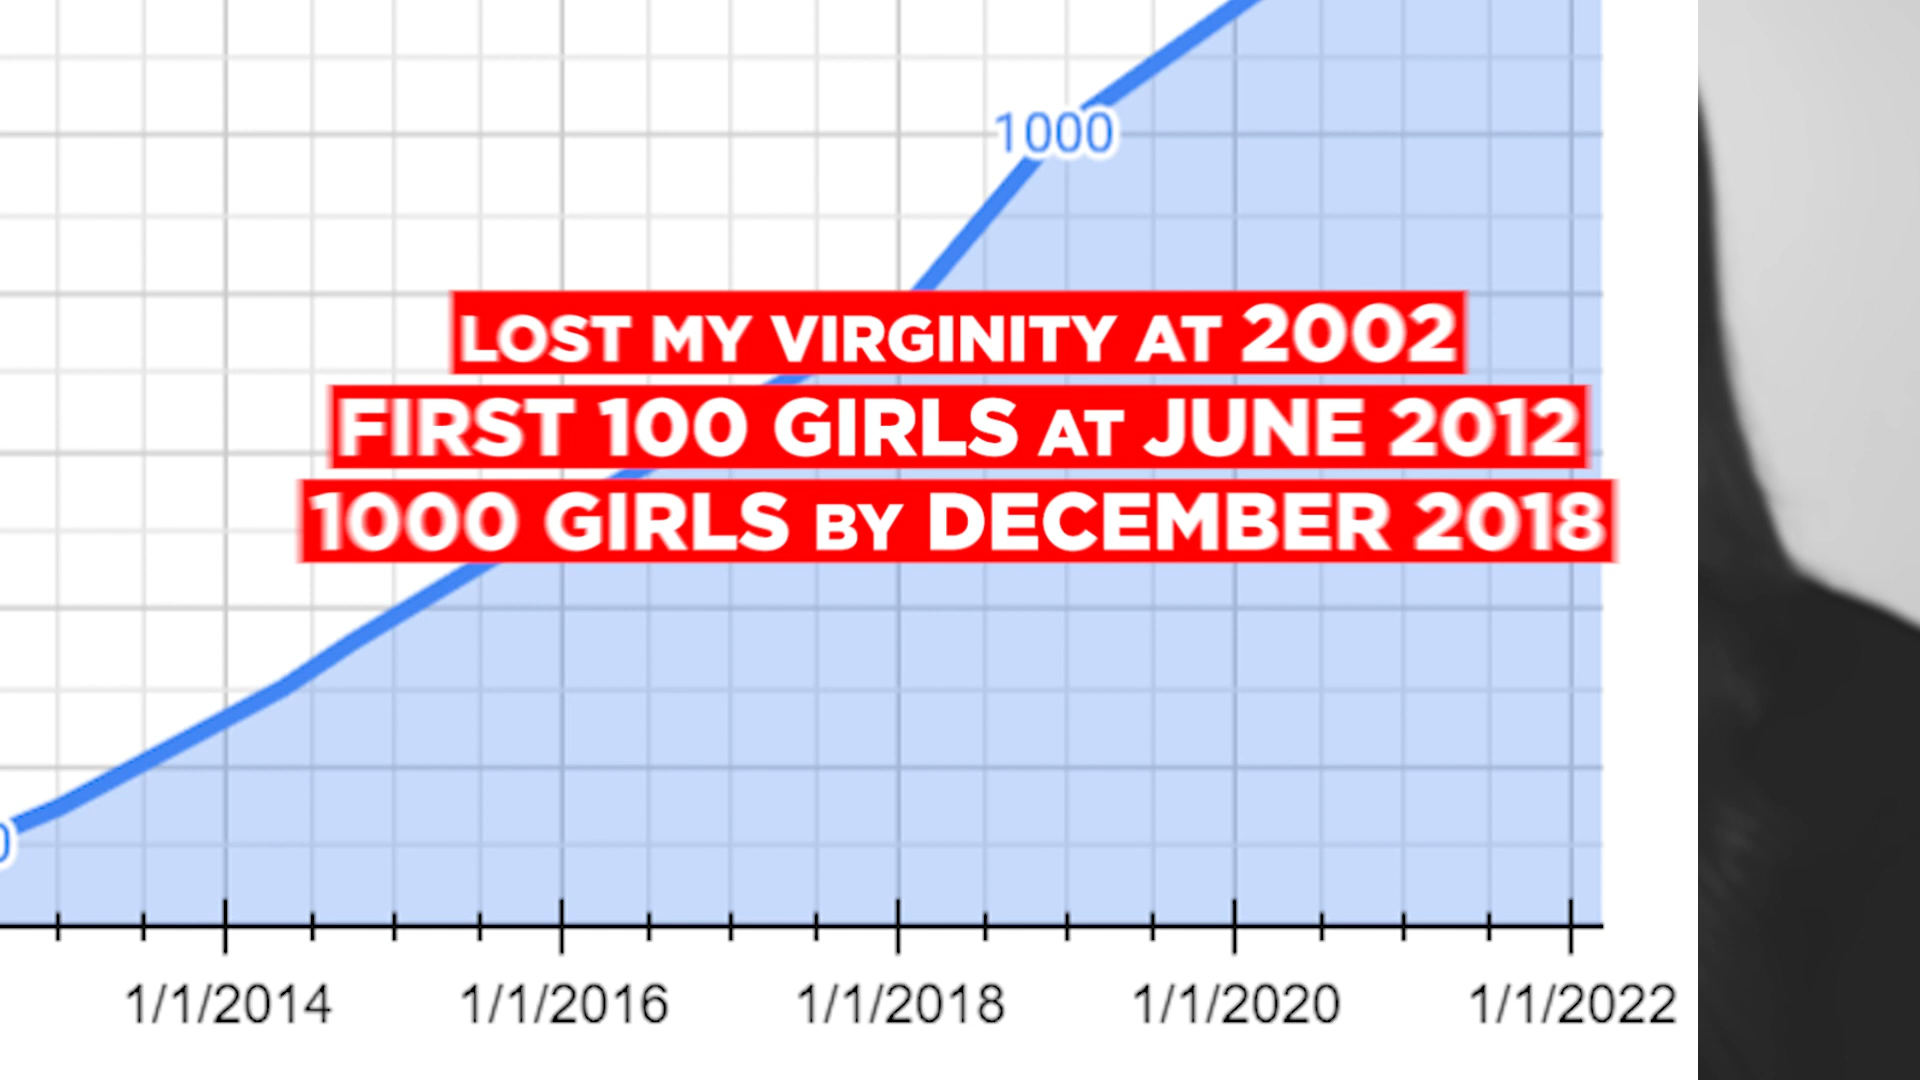 1000
LOST MY VIRGINITY AT 2002
FIRST 100 GIRLS AT JUNE 2012
1000 GIRLS BY DECEMBER 2018
0
1/1/2014 1/1/2016 1/1/2018 1/1/2020 1/1/2022